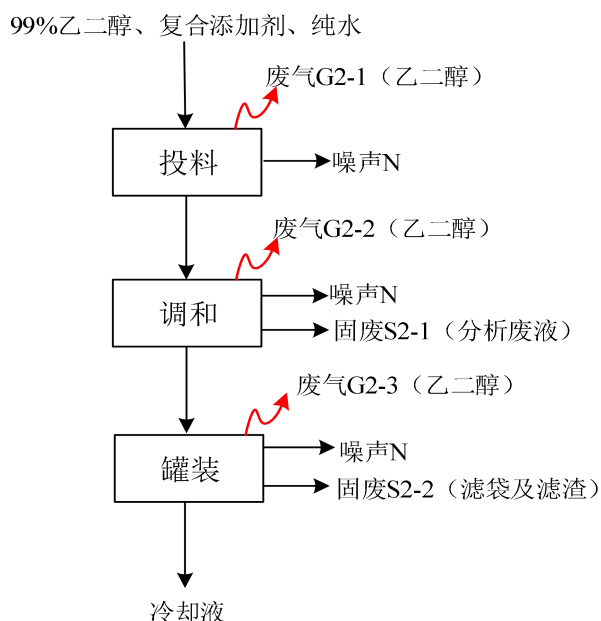 99%乙二醇、复合添加剂、纯水
废气G2-1（乙二醇）
投料
噪声N
废气G2-2（乙二醇）
调和
噪声N
固废S2-1（分析废液）
废气G2-3（乙二醇）
罐装
噪声N
固废S2-2（滤袋及滤渣）
冷却液